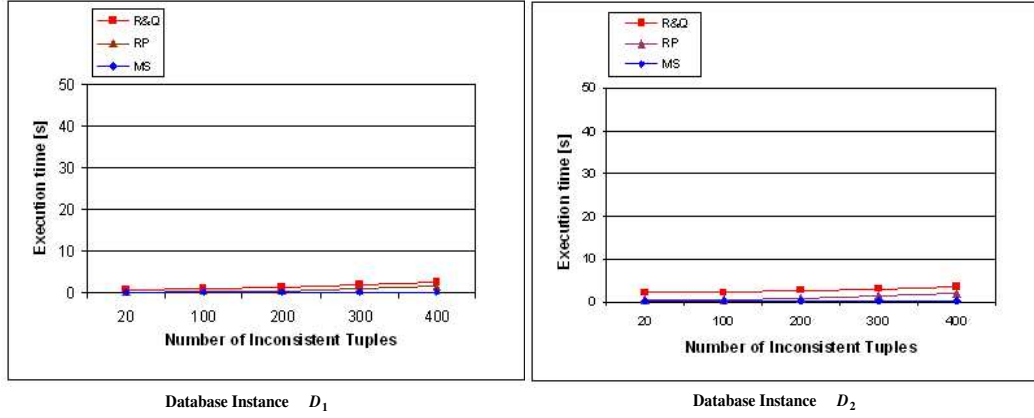 R&Q
RP
MS
50
40
30
20
10
0
Execution time [s]
20 100 200 300 400
Number of Inconsistent Tuples
Database Instance D1
R&Q
RP
MS
50
40
30
20
10
0
Execution time [s]
20 100 200 300 400
Number of Inconsistent Tuples
Database Instance D2